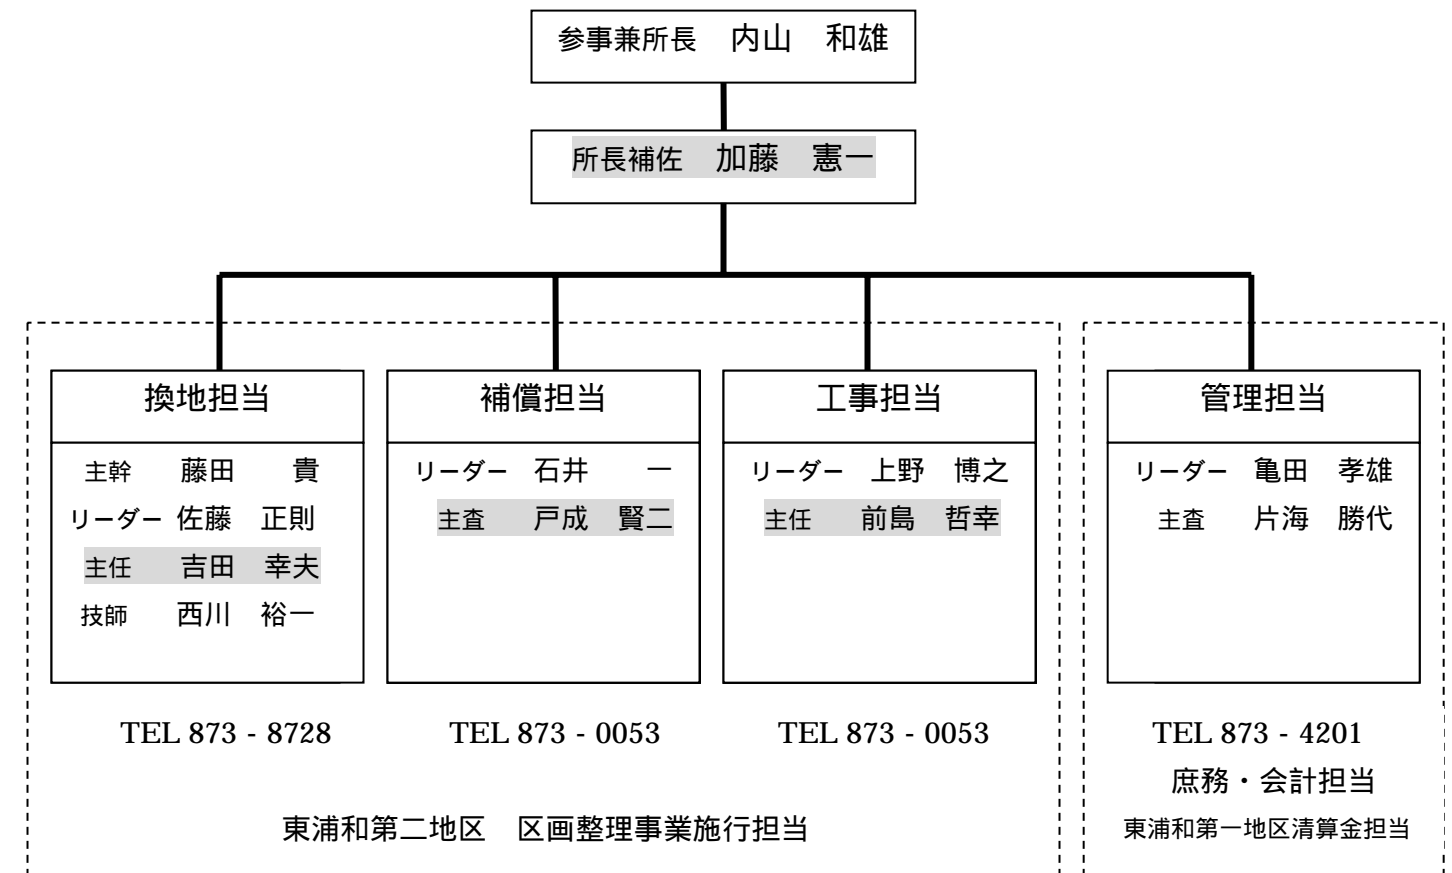 参事兼所長　内山　和雄
所長補佐　加藤　憲一
換地担当
主幹　藤田　　貴
リーダー 佐藤　正則
主任　吉田　幸夫
技師　西川　裕一
TEL 873 - 8728
補償担当
リーダー　石井　　一
主査　戸成　賢二
TEL 873 - 0053
工事担当
リーダー　上野　博之
主任　前島　哲幸
TEL 873 - 0053
東浦和第二地区　区画整理事業施行担当
管理担当
リーダー　亀田　孝雄
主査　片海　勝代
TEL 873 - 4201
庶務・会計担当
東浦和第一地区清算金担当